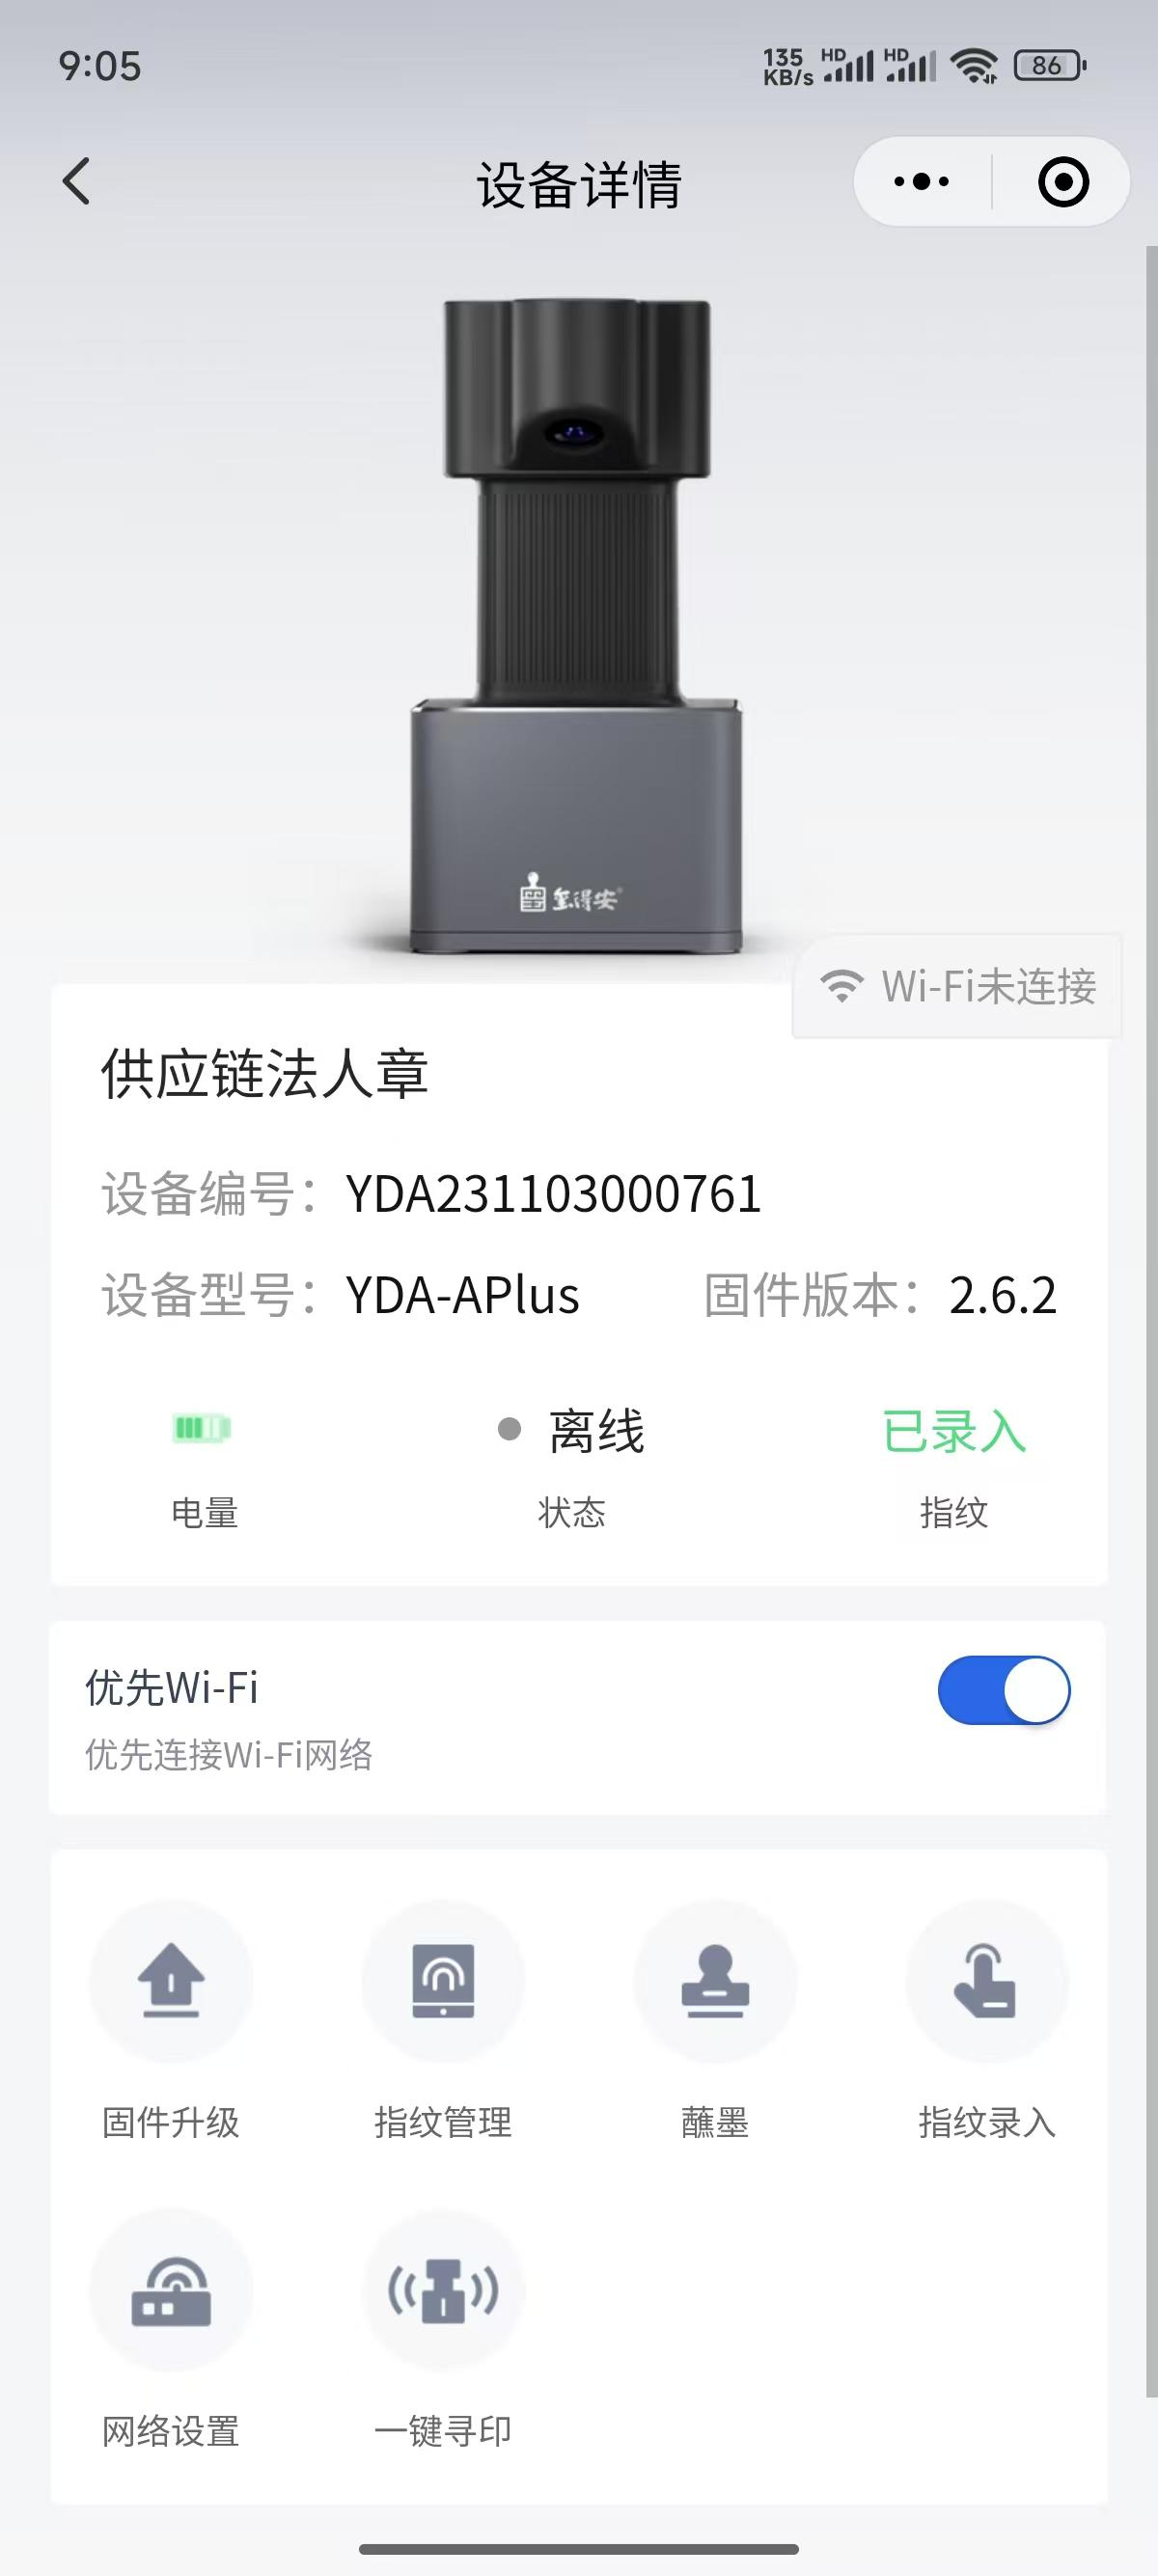 9:05
135
KB/s
HD
HD
86
设备详情
玺得安®
Wi-Fi未连接
供应链法人章
设备编号：YDA231103000761
设备型号：YDA-APlus 固件版本：2.6.2
离线 已录入
电量 状态 指纹
优先Wi-Fi
优先连接Wi-Fi网络
固件升级 指纹管理 蘸墨 指纹录入
网络设置 一键寻印